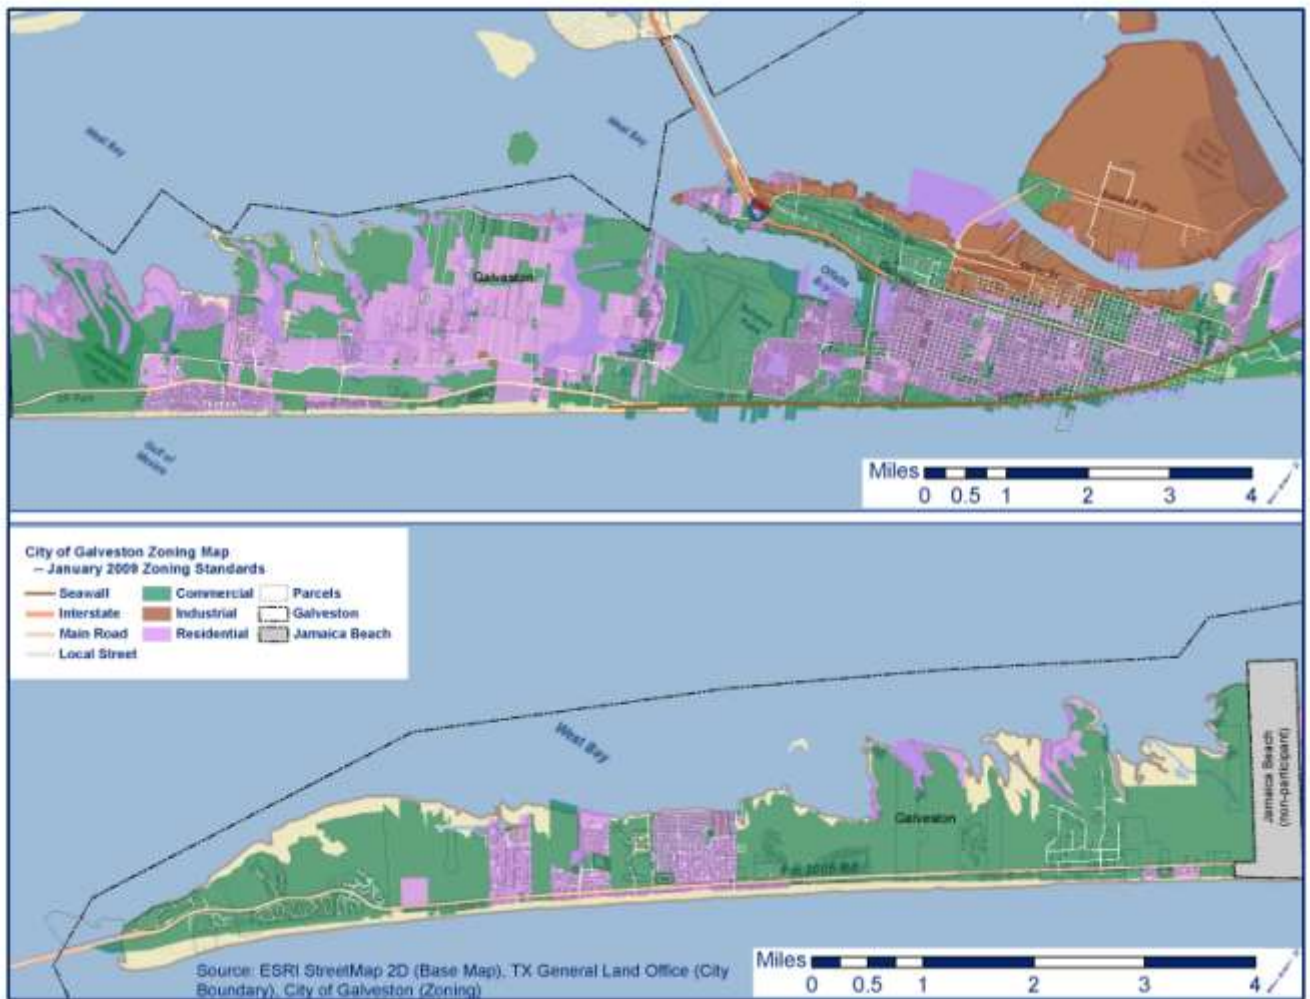 West Bay
West Bay
Galveston
Offatts
Gulf of
Mexico
Miles
0 0.5 1 2 3 4
City of Galveston Zoning Map
– January 2009 Zoning Standards
Seawall
Commercial
Parcels
Interstate
Industrial
Galveston
Main Road
Residential
Jamaica Beach
Local Street
West Bay
Galveston
Jamaica Beach
(non-participant)
Source: ESRI StreetMap 2D (Base Map), TX General Land Office (City
Boundary), City of Galveston (Zoning)
Miles
0 0.5 1 2 3 4